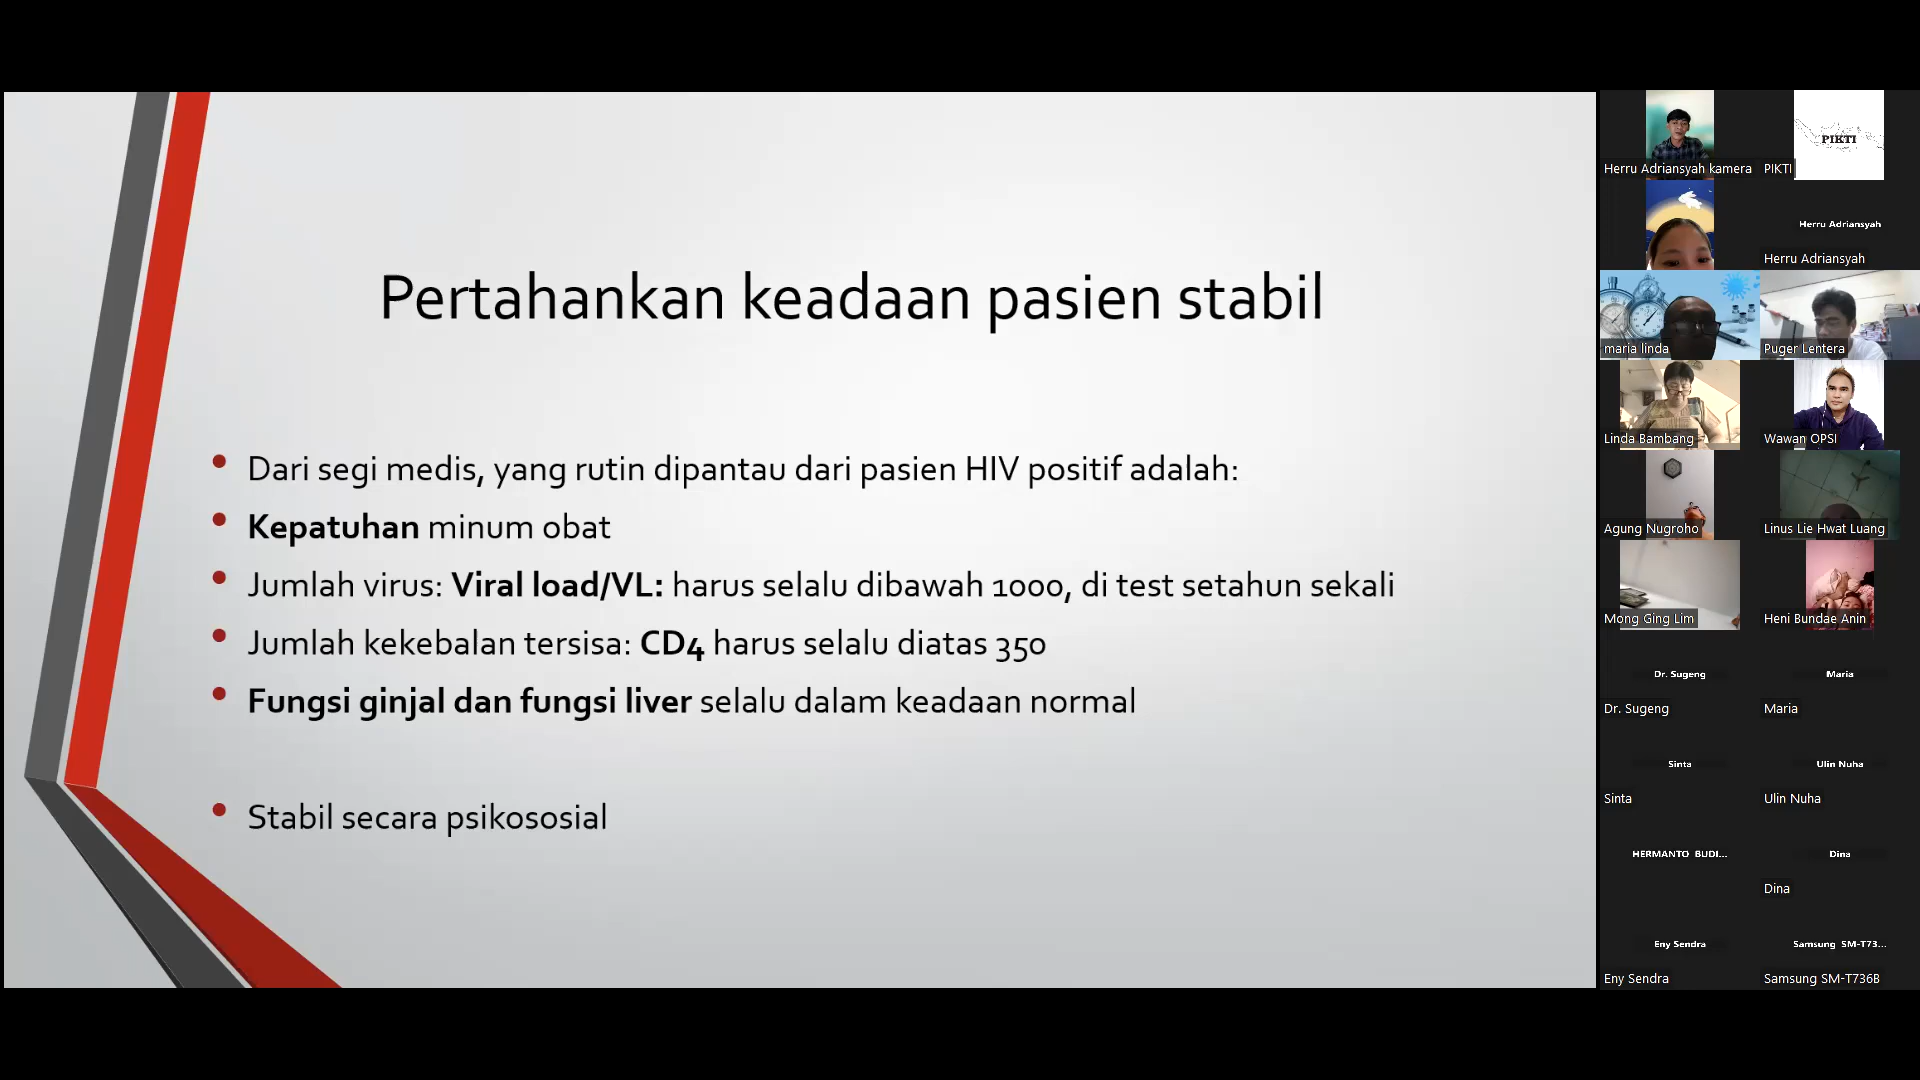 Pertahankan keadaan pasien stabil
Dari segi medis, yang rutin dipantau dari pasien HIV positif adalah:
Kepatuhan minum obat
Jumlah virus: Viral load/VL: harus selalu dibawah 1000, di test setahun sekali
Jumlah kekebalan tersisa: CD4 harus selalu diatas 350
Fungsi ginjal dan fungsi liver selalu dalam keadaan normal
Stabil secara psikososial
Herru Adriansyah kamera
PIKTI
PIKTI
Herru Adriansyah
Herru Adriansyah
maria linda
Puger Lentera
Linda Bambang
Wawan OPSI
Agung Nugroho
Linus Lie Hwat Luang
Mong Ging Lim
Heni Bundae Anin
Dr. Sugeng
Dr. Sugeng
Maria
Maria
Sinta
Sinta
Ulin Nuha
Ulin Nuha
HERMANTO BUDI...
Dina
Dina
Eny Sendra
Eny Sendra
Samsung SM-T73...
Samsung SM-T736B